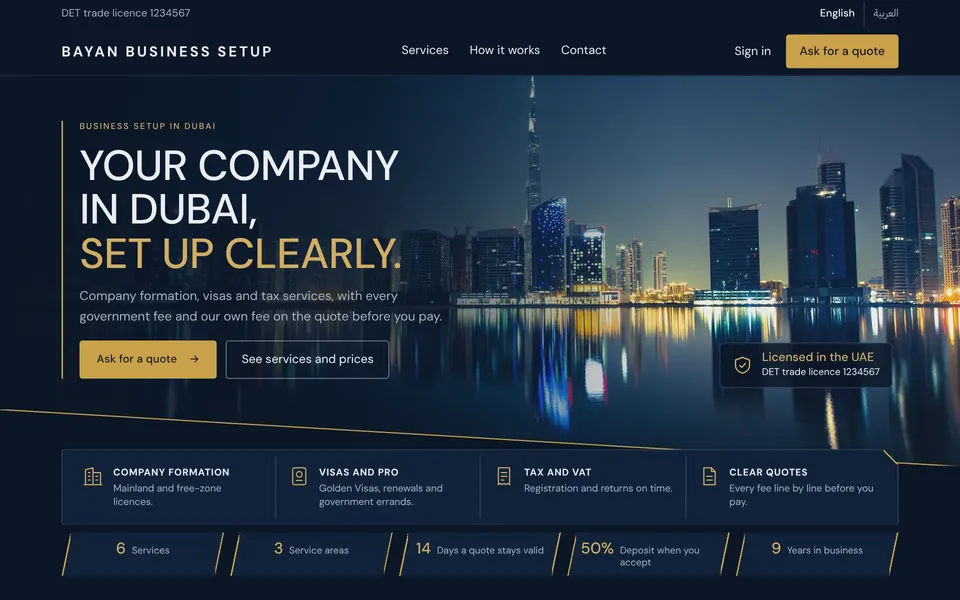 DET trade licence 1234567
English
العربية
BAYAN BUSINESS SETUP
Services
How it works
Contact
Sign in
Ask for a quote
BUSINESS SETUP IN DUBAI
YOUR COMPANY
IN DUBAI,
SET UP CLEARLY.
Company formation, visas and tax services, with every
government fee and our own fee on the quote before you pay.
Ask for a quote →
See services and prices
Licensed in the UAE
DET trade licence 1234567
COMPANY FORMATION
Mainland and free-zone
licences.
VISAS AND PRO
Golden Visas, renewals and
government errands.
TAX AND VAT
Registration and returns on time.
CLEAR QUOTES
Every fee line by line before you
pay.
6 Services
3 Service areas
14 Days a quote stays valid
50% Deposit when you
accept
9 Years in business